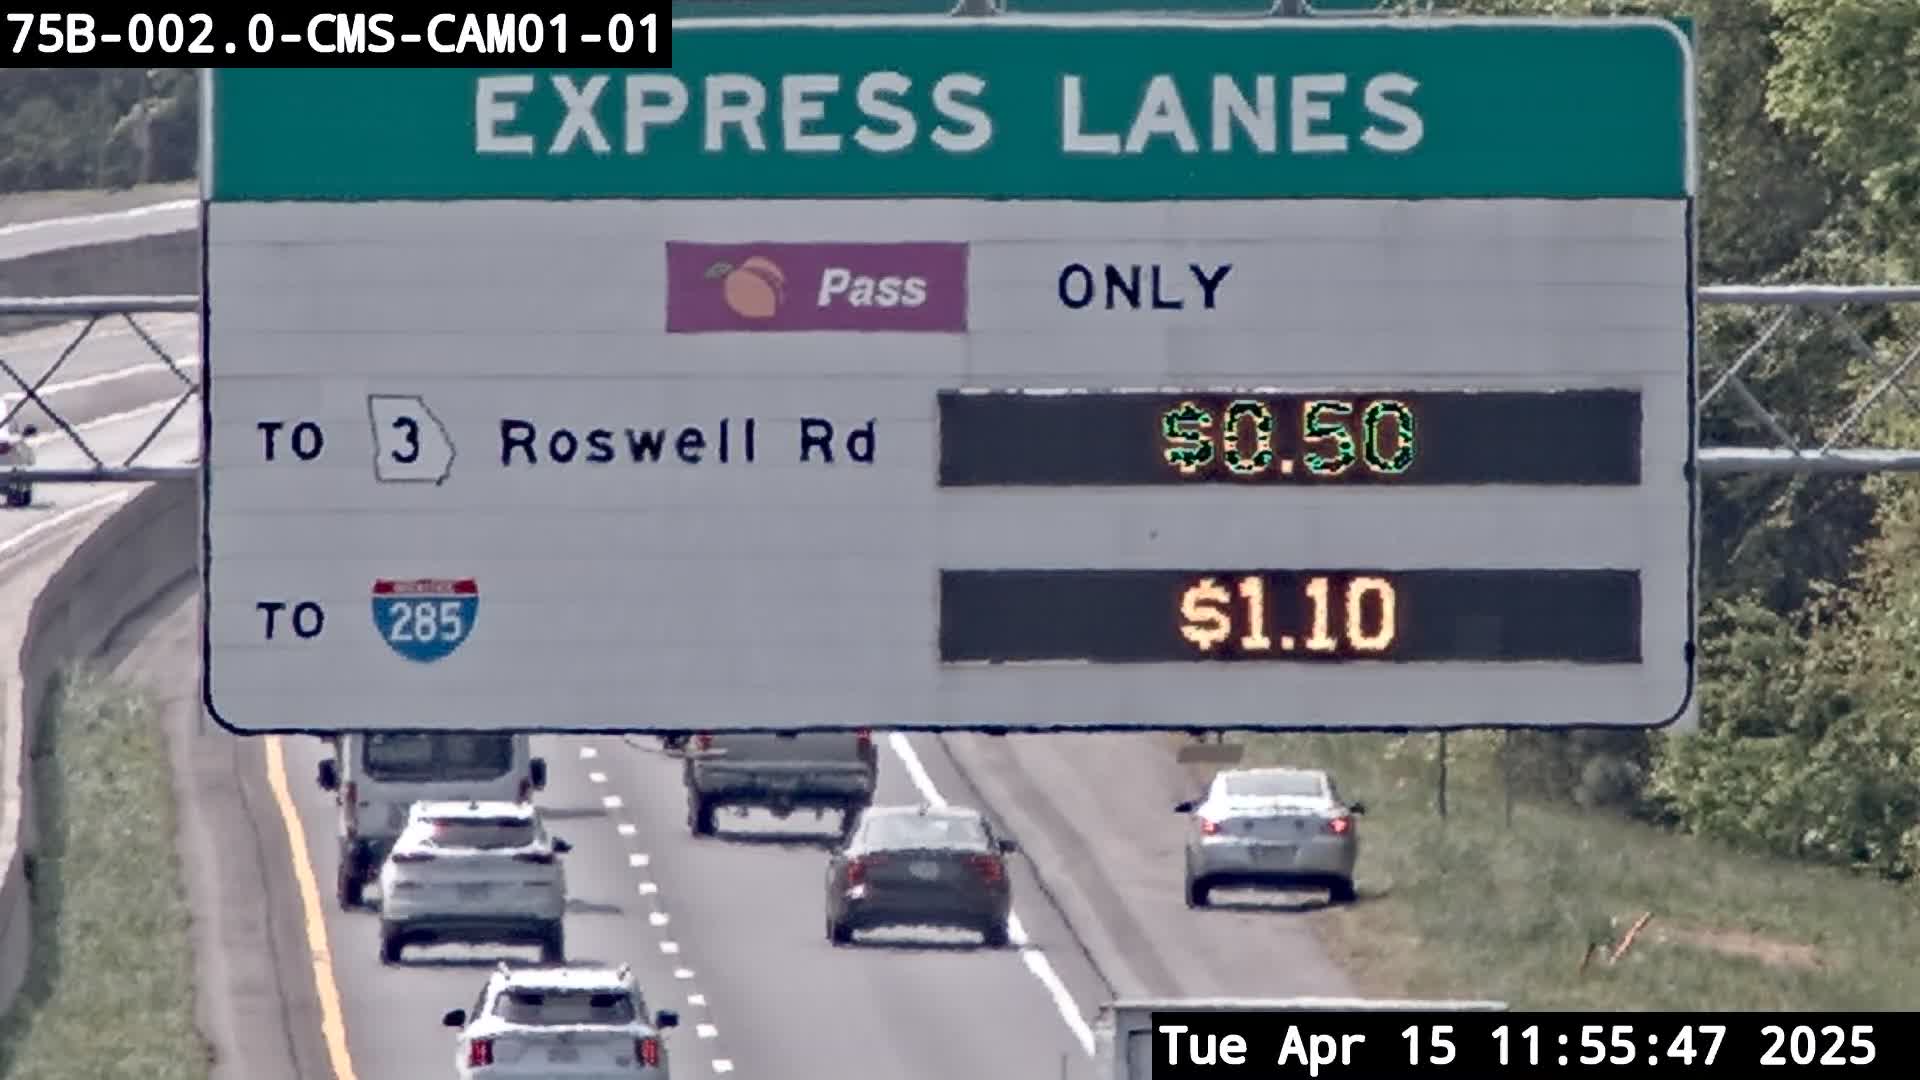 75B-002.0-CMS-CAM01-01
EXPRESS LANES
Pass ONLY
TO 3 Roswell Rd $0.50
TO 285 $1.10
Tue Apr 15 11:55:47 2025